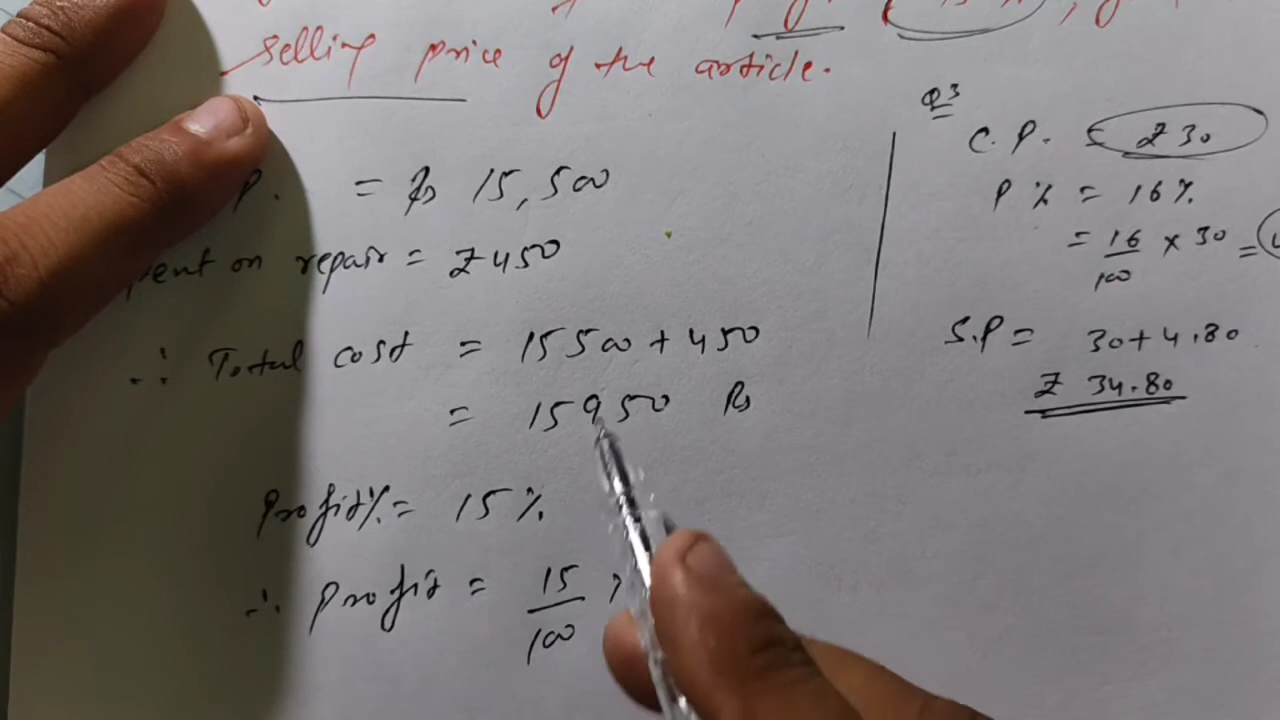 selling price of the article.
P. = Rs 15,500
spent on repair = ₹450
∴ Total cost = 15500 + 450
= 15950 Rs
Profit% = 15%
∴ Profit = 15/100 ×
Q3
C.P. = ₹30
P% = 16%
= 16/100 × 30 =
S.P = 30+4.80
₹ 34.80